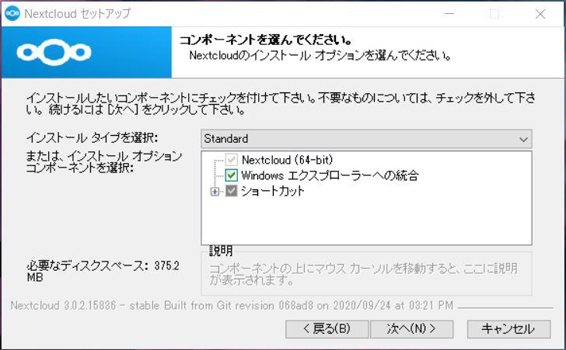 Nextcloud セットアップ
コンポーネントを選んでください。
Nextcloudのインストール オプションを選んでください。
インストールしたいコンポーネントにチェックを付けて下さい。不要なものについては、チェックを外して下さ
い。続けるには [次へ] をクリックして下さい。
インストール タイプを選択:
Standard
または、インストール オプション
コンポーネントを選択:
Nextcloud (64-bit)
Windows エクスプローラーへの統合
ショートカット
必要なディスクスペース: 375.2
MB
説明
コンポーネントの上にマウス カーソルを移動すると、ここに説明
が表示されます。
Nextcloud 3.0.2.15836 - stable Built from Git revision 068ad8 on 2020/09/24 at 03:21 PM
< 戻る(B)
次へ(N) >
キャンセル